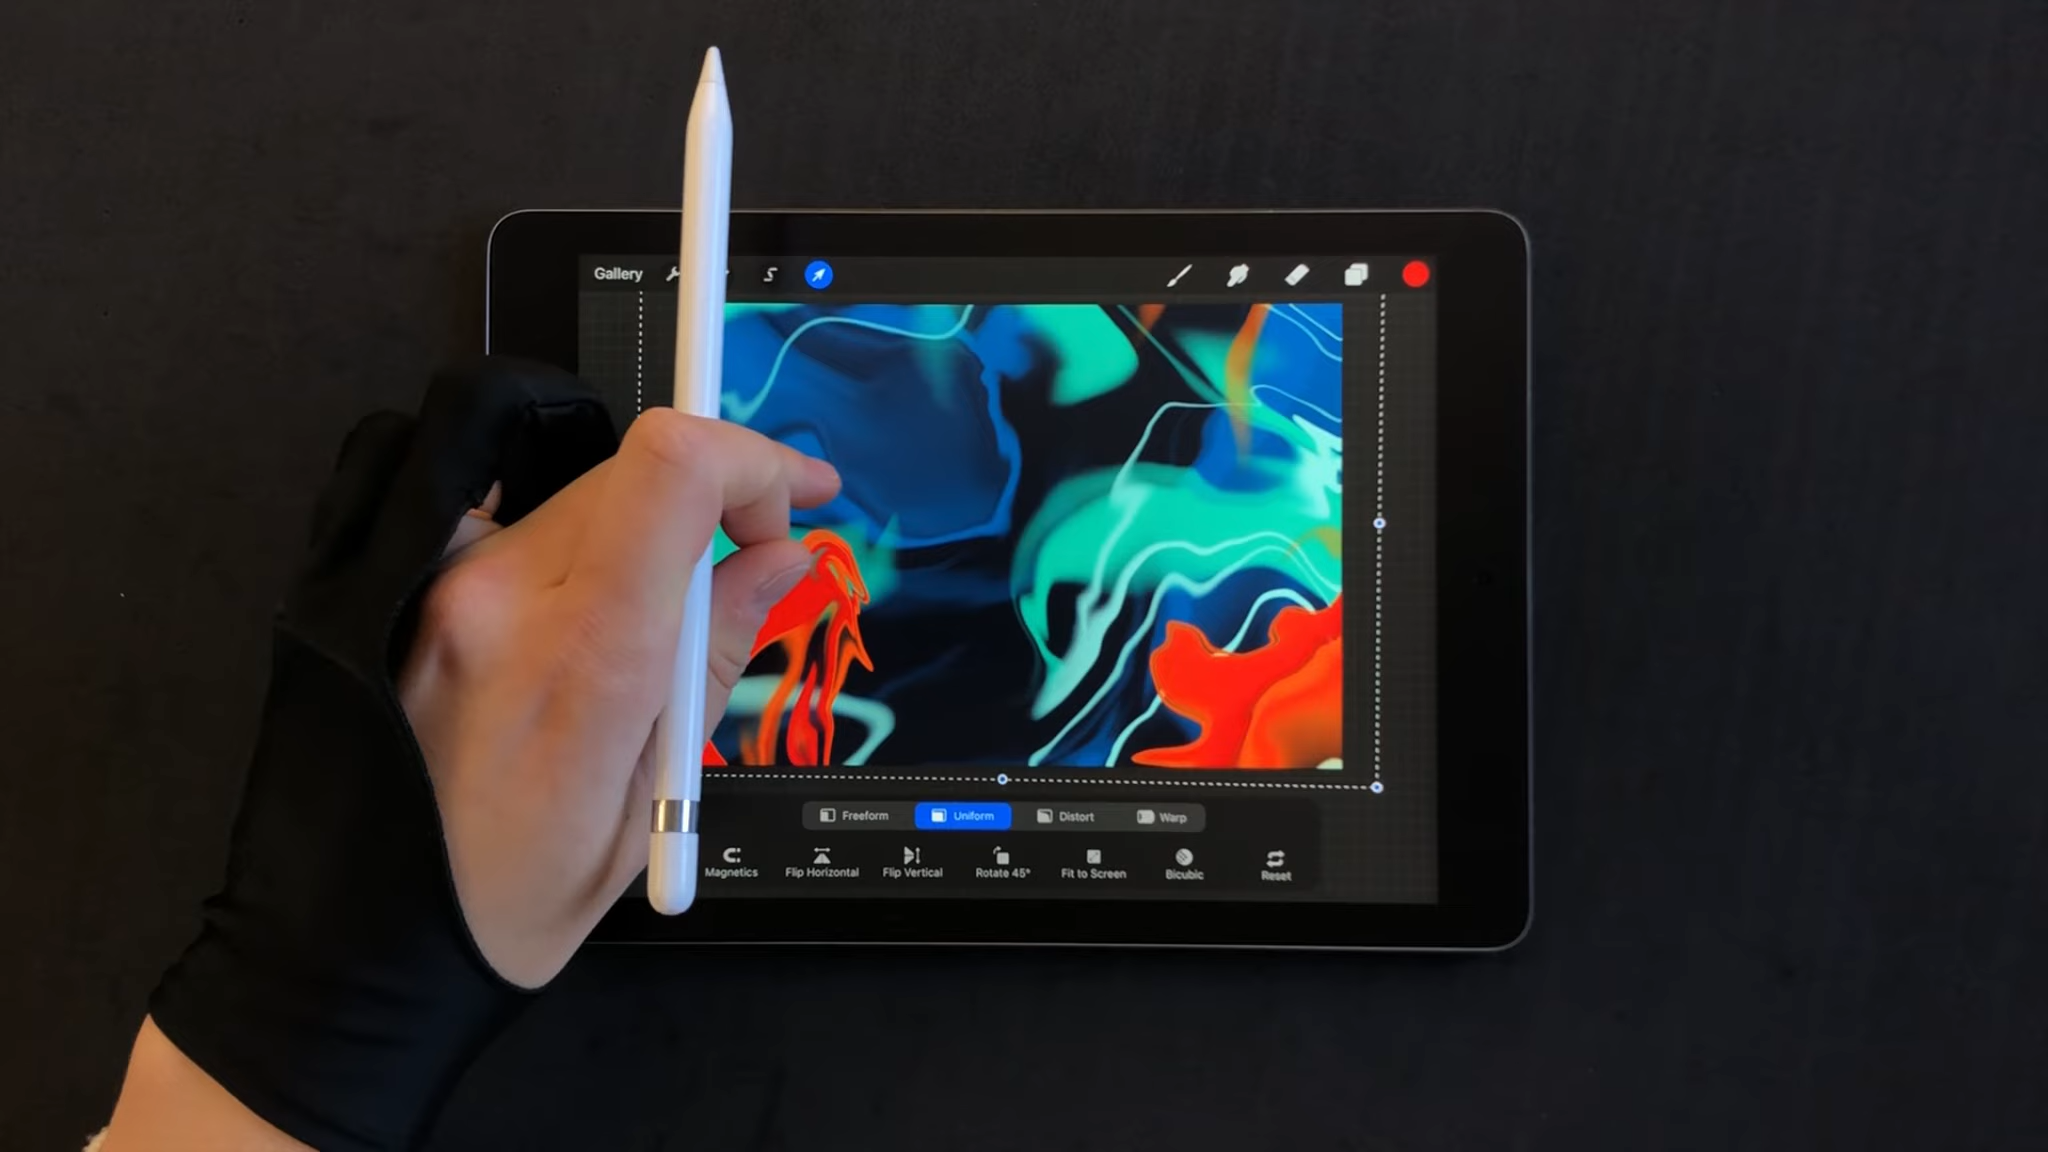 Gallery
Freeform Uniform Distort Warp
Magnetics Flip Horizontal Flip Vertical Rotate 45° Fit to Screen Bicubic Reset